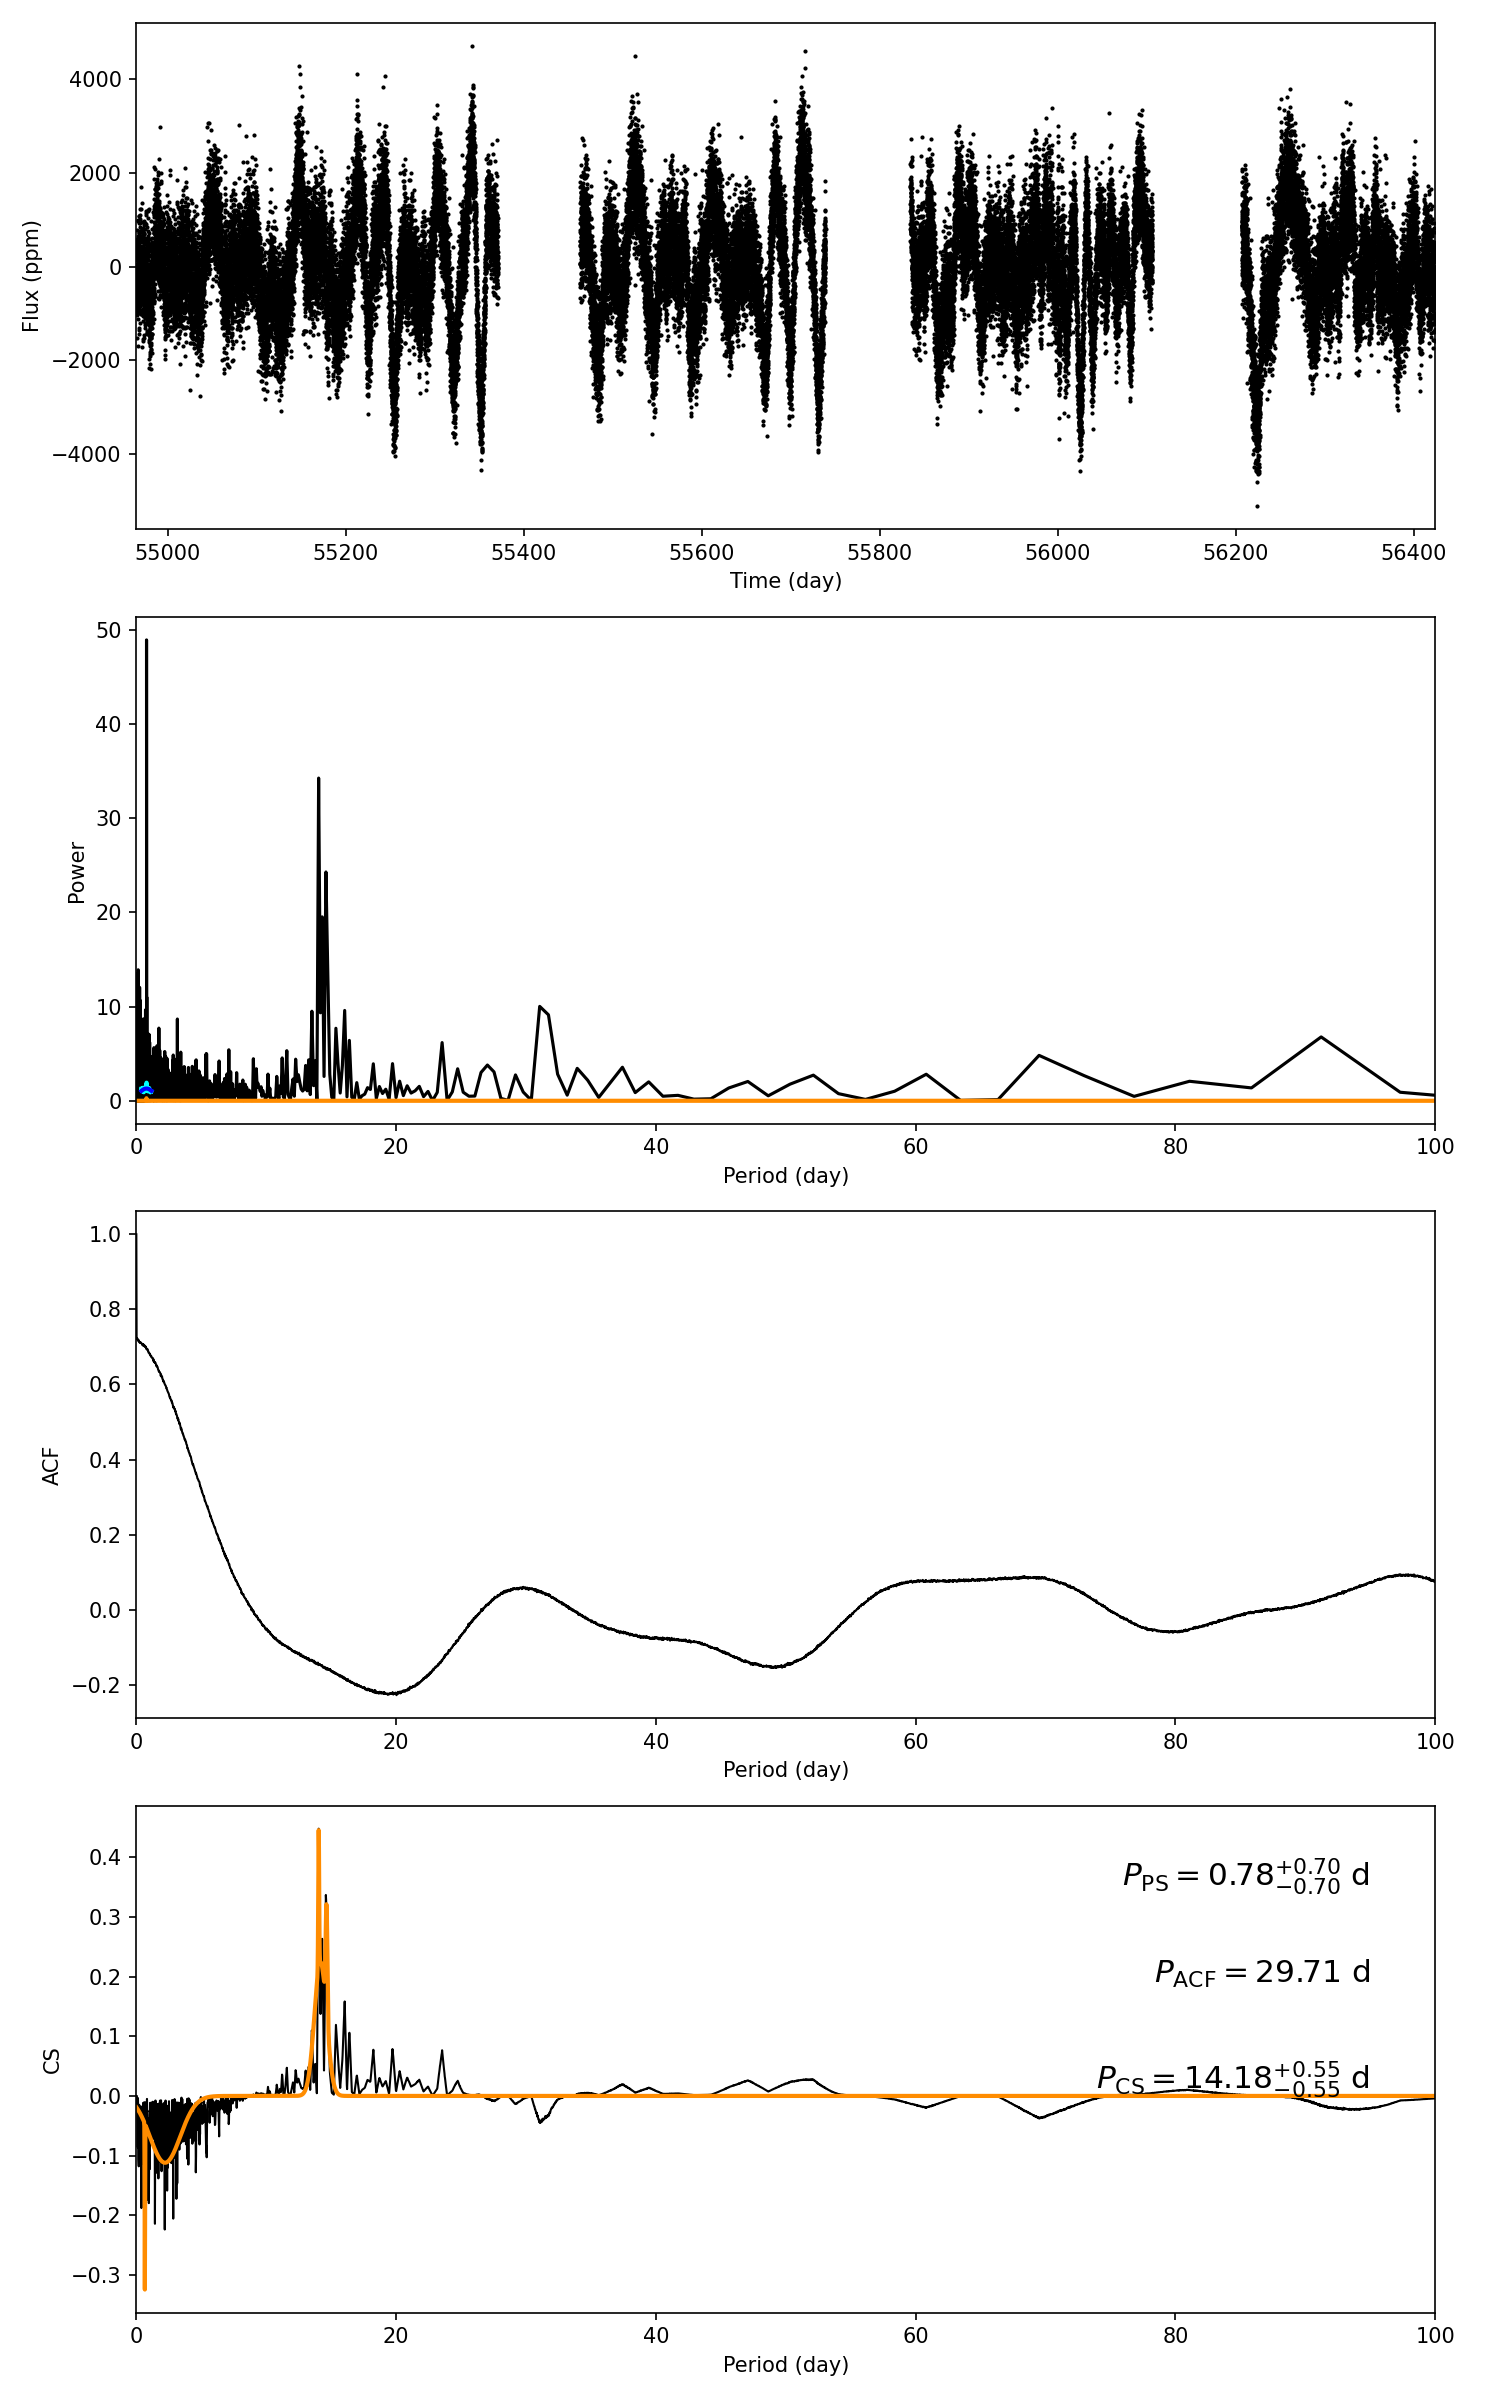 4000
2000
0
−2000
−4000
Flux (ppm)
55000 55200 55400 55600 55800 56000 56200 56400
Time (day)
50
40
30
20
10
0
Power
0 20 40 60 80 100
Period (day)
1.0
0.8
0.6
0.4
0.2
0.0
−0.2
ACF
0 20 40 60 80 100
Period (day)
0.4
0.3
0.2
0.1
0.0
−0.1
−0.2
−0.3
CS
P_PS = 0.78^{+0.70}_{−0.70} d
P_ACF = 29.71 d
P_CS = 14.18^{+0.55}_{−0.55} d
0 20 40 60 80 100
Period (day)